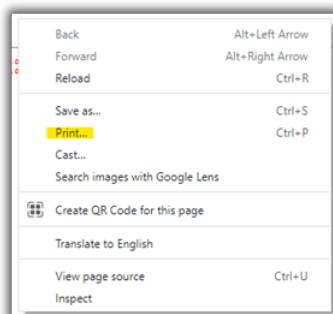 Back Alt+Left Arrow
Forward Alt+Right Arrow
Reload Ctrl+R
Save as... Ctrl+S
Print... Ctrl+P
Cast...
Search images with Google Lens
Create QR Code for this page
Translate to English
View page source Ctrl+U
Inspect